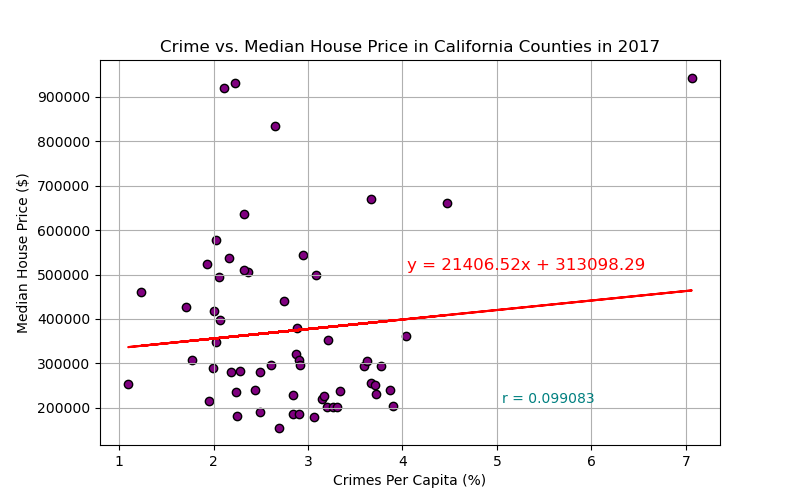 Crime vs. Median House Price in California Counties in 2017
900000
800000
700000
600000
500000
400000
300000
200000
Median House Price ($)
y = 21406.52x + 313098.29
r = 0.099083
1 2 3 4 5 6 7
Crimes Per Capita (%)